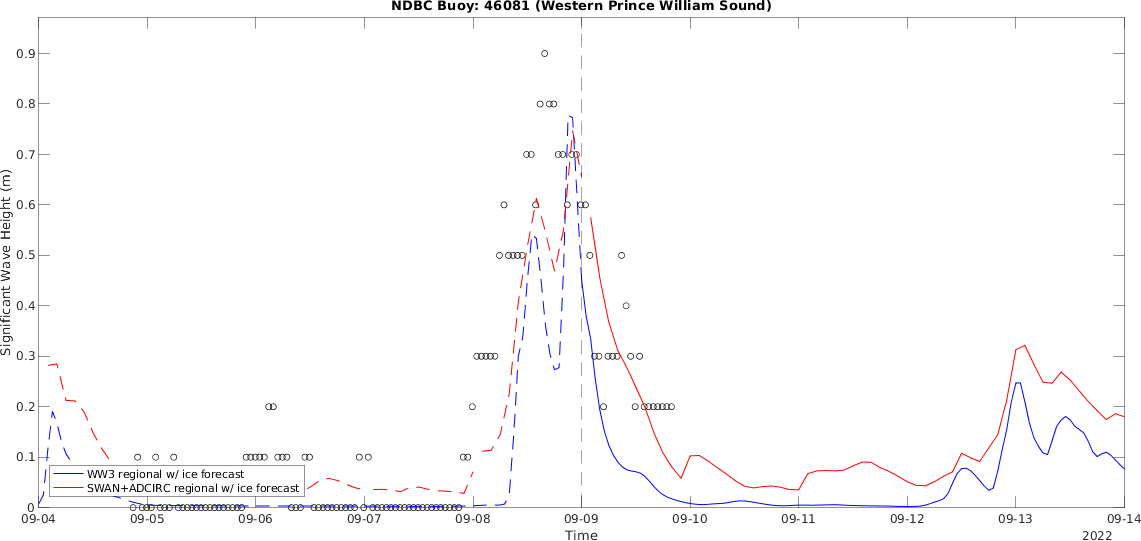 NDBC Buoy: 46081 (Western Prince William Sound)
Significant Wave Height (m)
0.9
0.8
0.7
0.6
0.5
0.4
0.3
0.2
0.1
0
WW3 regional w/ ice forecast
SWAN+ADCIRC regional w/ ice forecast
09-04 09-05 09-06 09-07 09-08 09-09 09-10 09-11 09-12 09-13 09-14
Time
2022